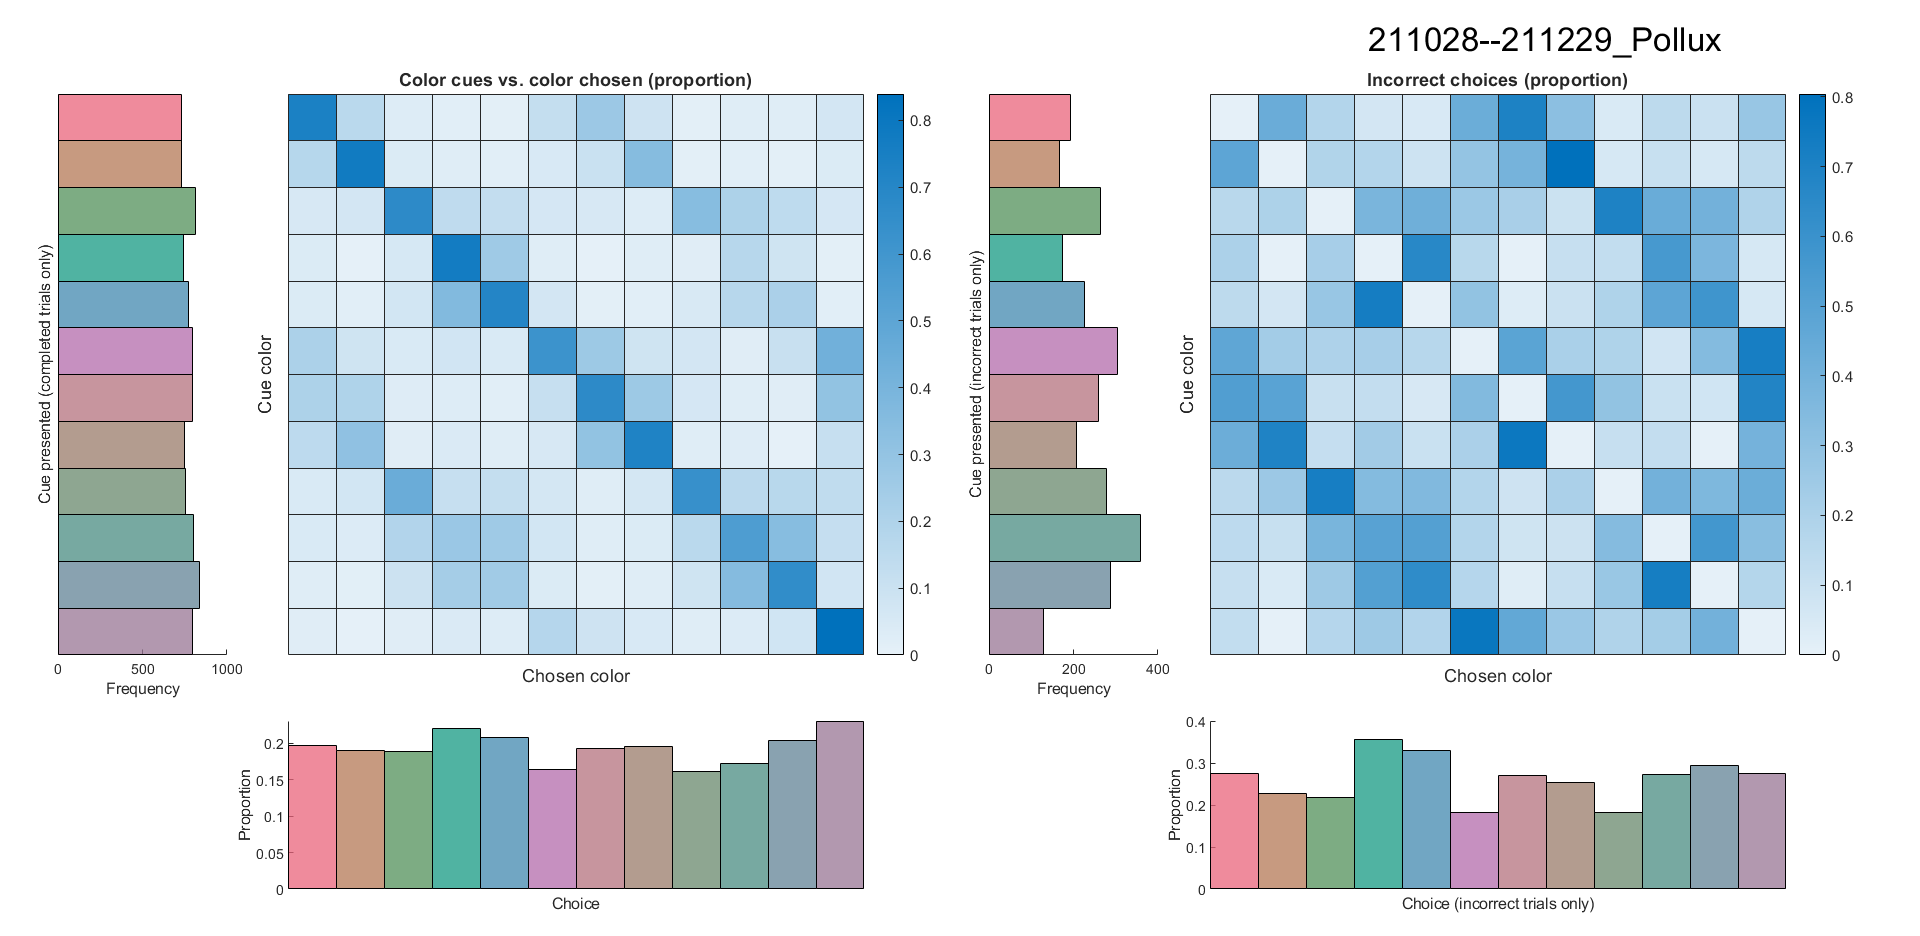 211028--211229_Pollux
Color cues vs. color chosen (proportion)
Incorrect choices (proportion)
Cue presented (completed trials only)
0
500
1000
Frequency
Cue color
Chosen color
0.8
0.7
0.6
0.5
0.4
0.3
0.2
0.1
0
Cue presented (incorrect trials only)
0
200
400
Frequency
Cue color
Chosen color
0.8
0.7
0.6
0.5
0.4
0.3
0.2
0.1
0
Proportion
0.2
0.15
0.1
0.05
0
Choice
Proportion
0.4
0.3
0.2
0.1
0
Choice (incorrect trials only)